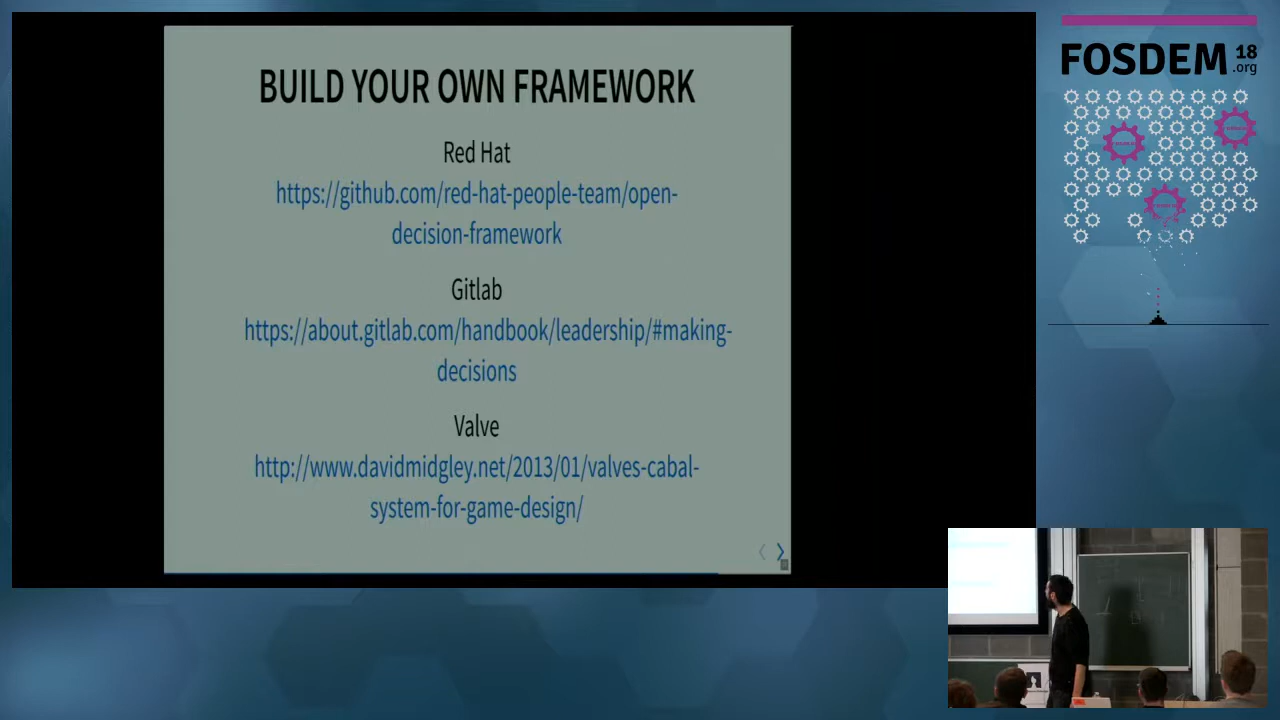 BUILD YOUR OWN FRAMEWORK
Red Hat
https://github.com/red-hat-people-team/open-
decision-framework
Gitlab
https://about.gitlab.com/handbook/leadership/#making-
decisions
Valve
http://www.davidmidgley.net/2013/01/valves-cabal-
system-for-game-design/
FOSDEM 18
.org